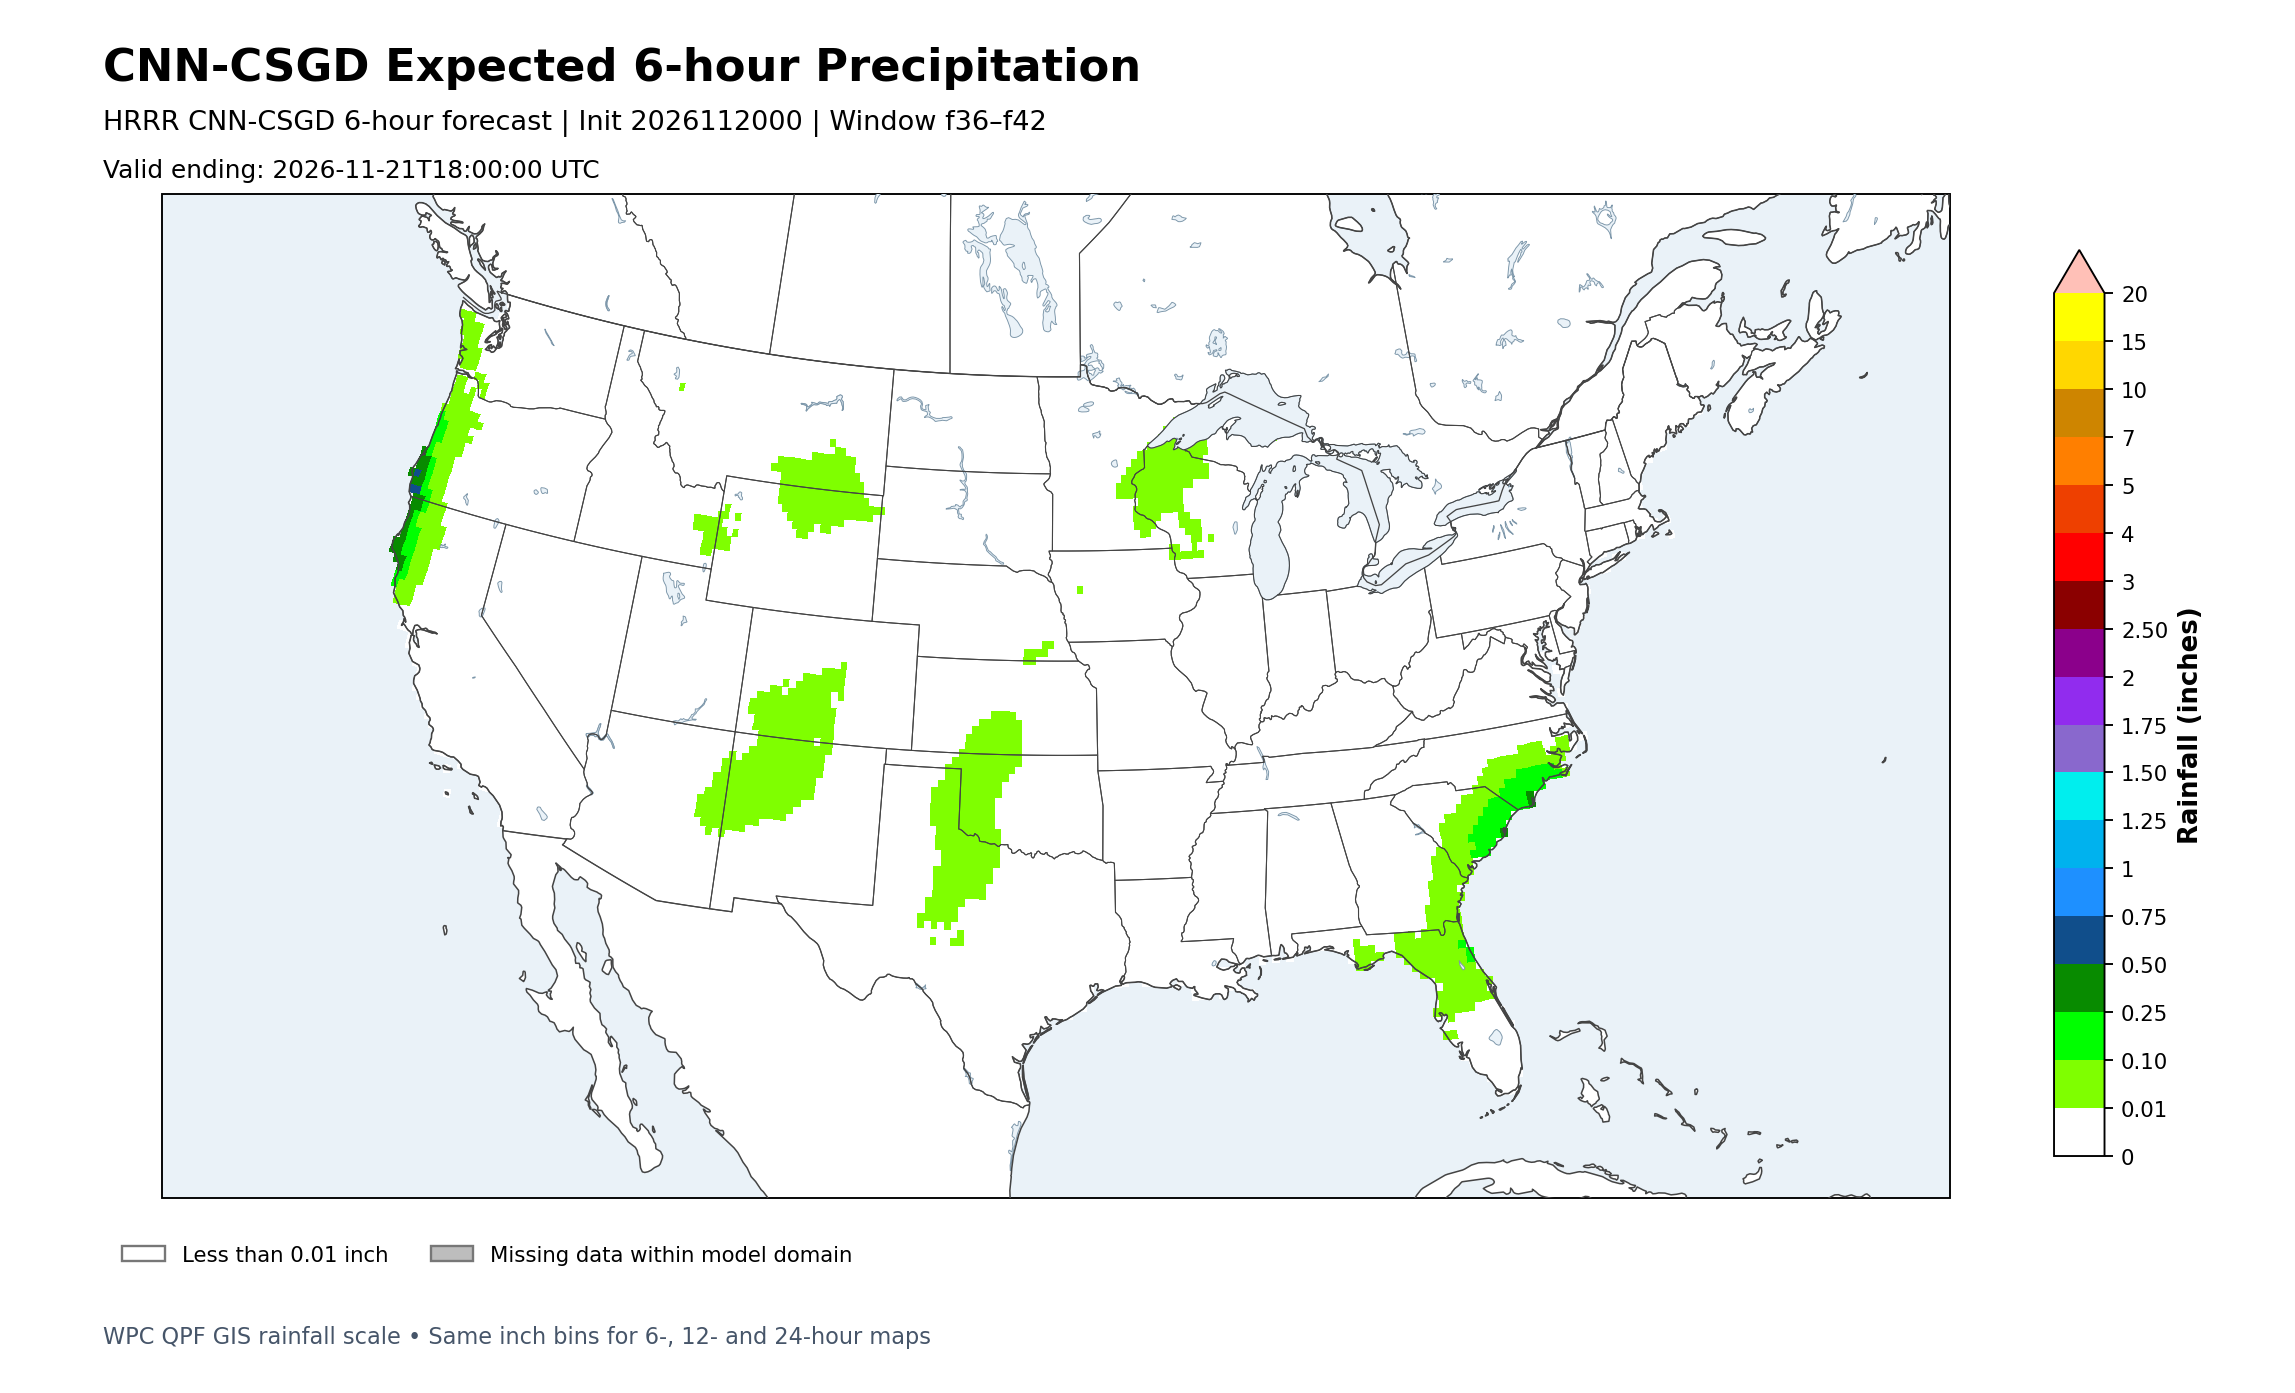 CNN-CSGD Expected 6-hour Precipitation
HRRR CNN-CSGD 6-hour forecast | Init 2026112000 | Window f36–f42
Valid ending: 2026-11-21T18:00:00 UTC
20
15
10
7
5
4
3
2.50
2
1.75
1.50
1.25
1
0.75
0.50
0.25
0.10
0.01
0
Rainfall (inches)
Less than 0.01 inch
Missing data within model domain
WPC QPF GIS rainfall scale • Same inch bins for 6-, 12- and 24-hour maps